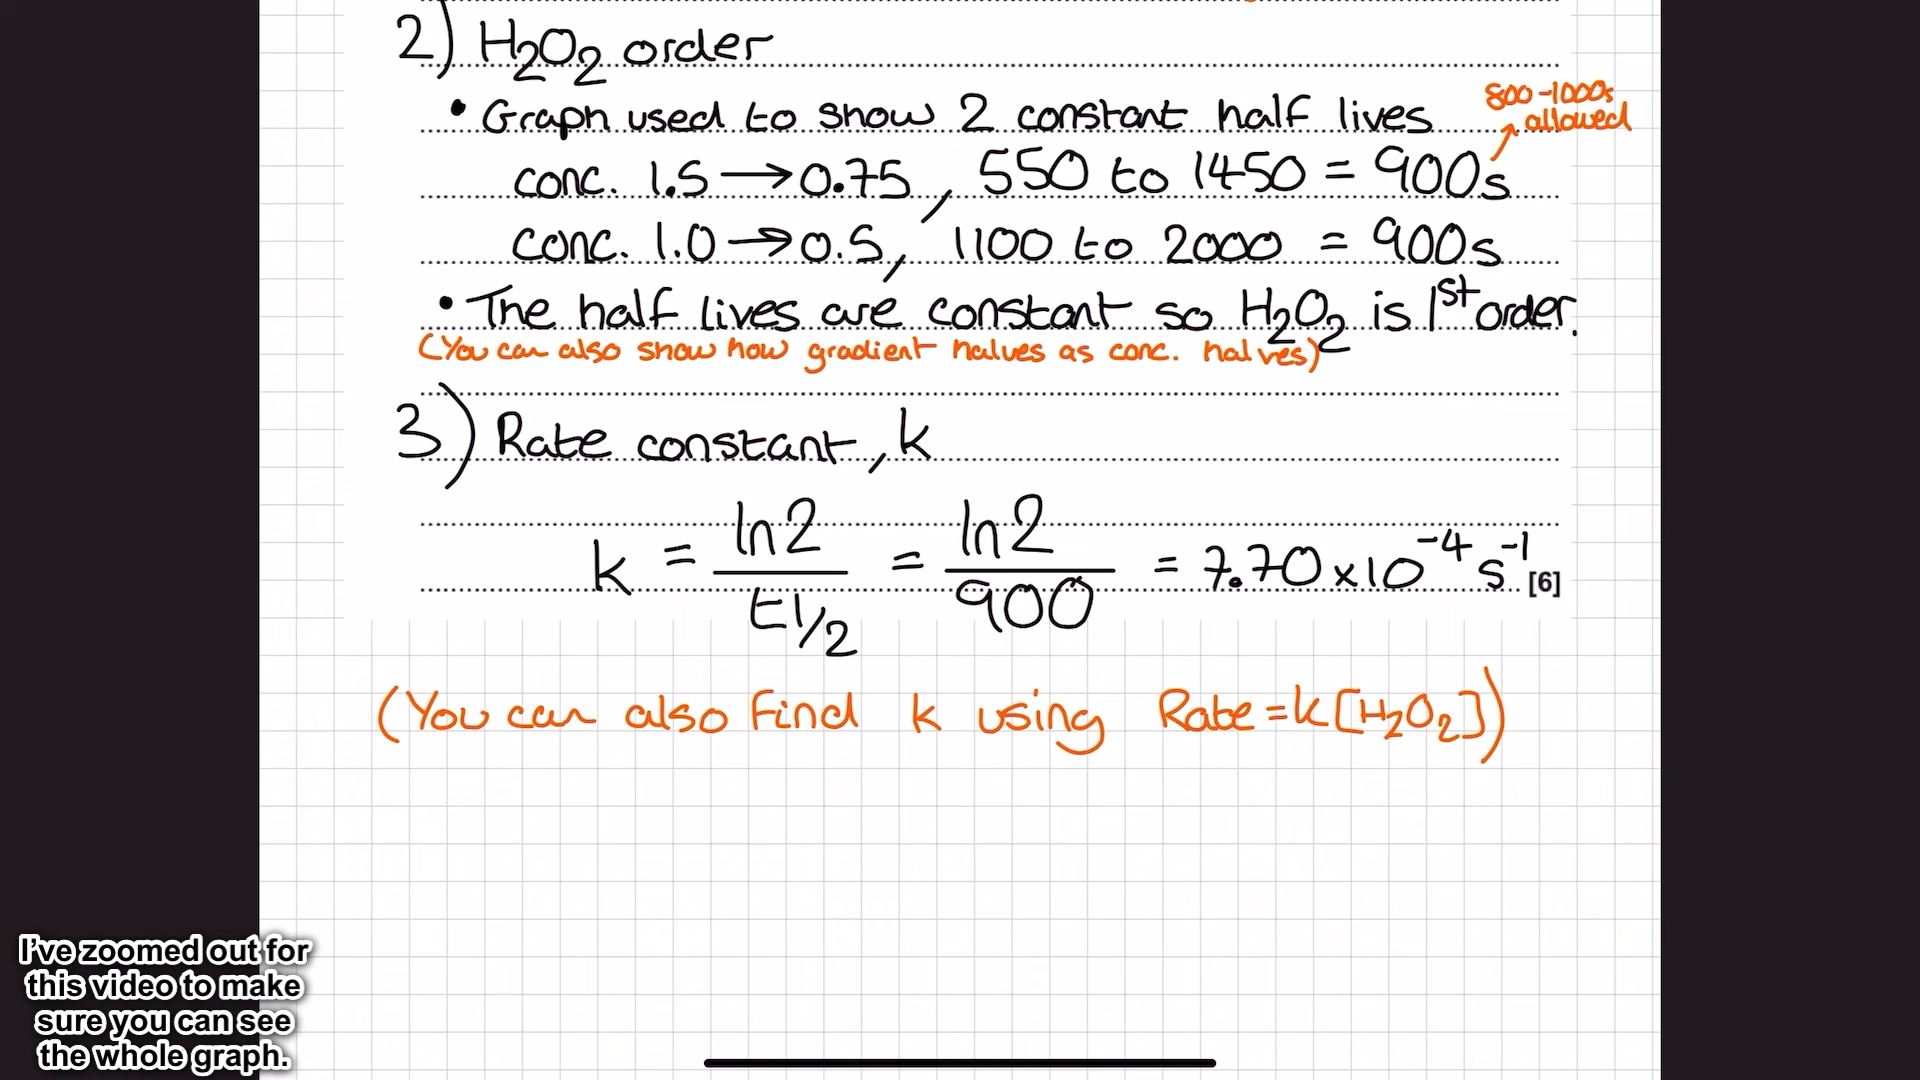 2) H₂O₂ order
• Graph used to show 2 constant half lives
800-1000s
allowed
conc. 1.5 → 0.75, 550 to 1450 = 900s
conc. 1.0 → 0.5, 1100 to 2000 = 900s
• The half lives are constant so H₂O₂ is 1st order.
(You can also show how gradient halves as conc. halves)
3) Rate constant, k
k = ln2/t1/2 = ln2/900 = 7.70 x 10⁻⁴ s⁻¹ [6]
(You can also find k using Rate = k[H₂O₂])
I've zoomed out for
this video to make
sure you can see
the whole graph.